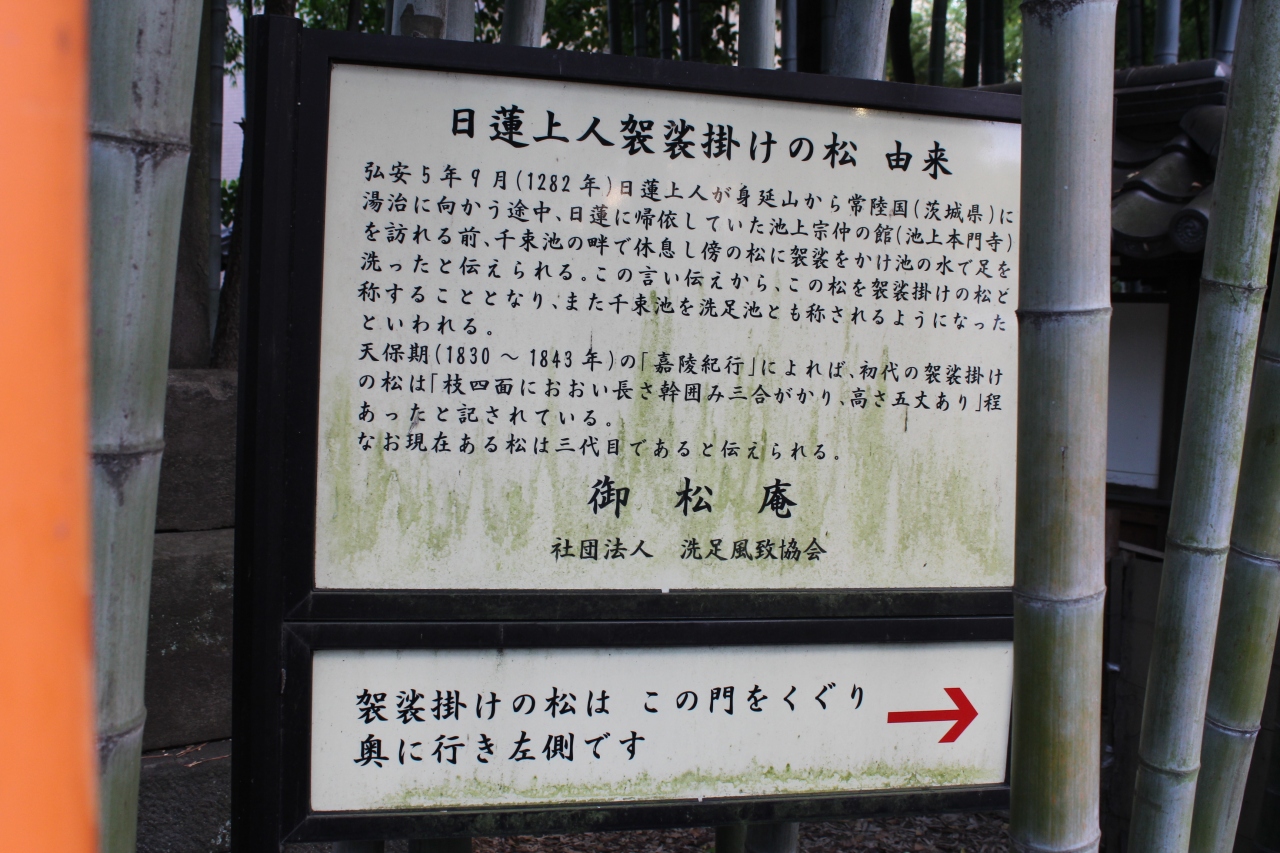 日蓮上人袈裟掛けの松 由来
弘安5年9月(1282年)日蓮上人が身延山から常陸国(茨城県)に
湯治に向かう途中、日蓮に帰依していた池上宗仲の館(池上本門寺)
を訪れる前、千束池の畔で休息し傍の松に袈裟をかけ池の水で足を
洗ったと伝えられる。この言い伝えから、この松を袈裟掛けの松と
称することとなり、また千束池を洗足池とも称されるようになった
といわれる。
天保期(1830～1843年)の「嘉陵紀行」によれば、初代の袈裟掛け
の松は「枝四面におおい長さ幹囲み三合がかり、高さ五丈あり」程
あったと記されている。
なお現在ある松は三代目であると伝えられる。
御 松 庵
社団法人 洗足風致協会
袈裟掛けの松は この門をくぐり →
奥に行き左側です